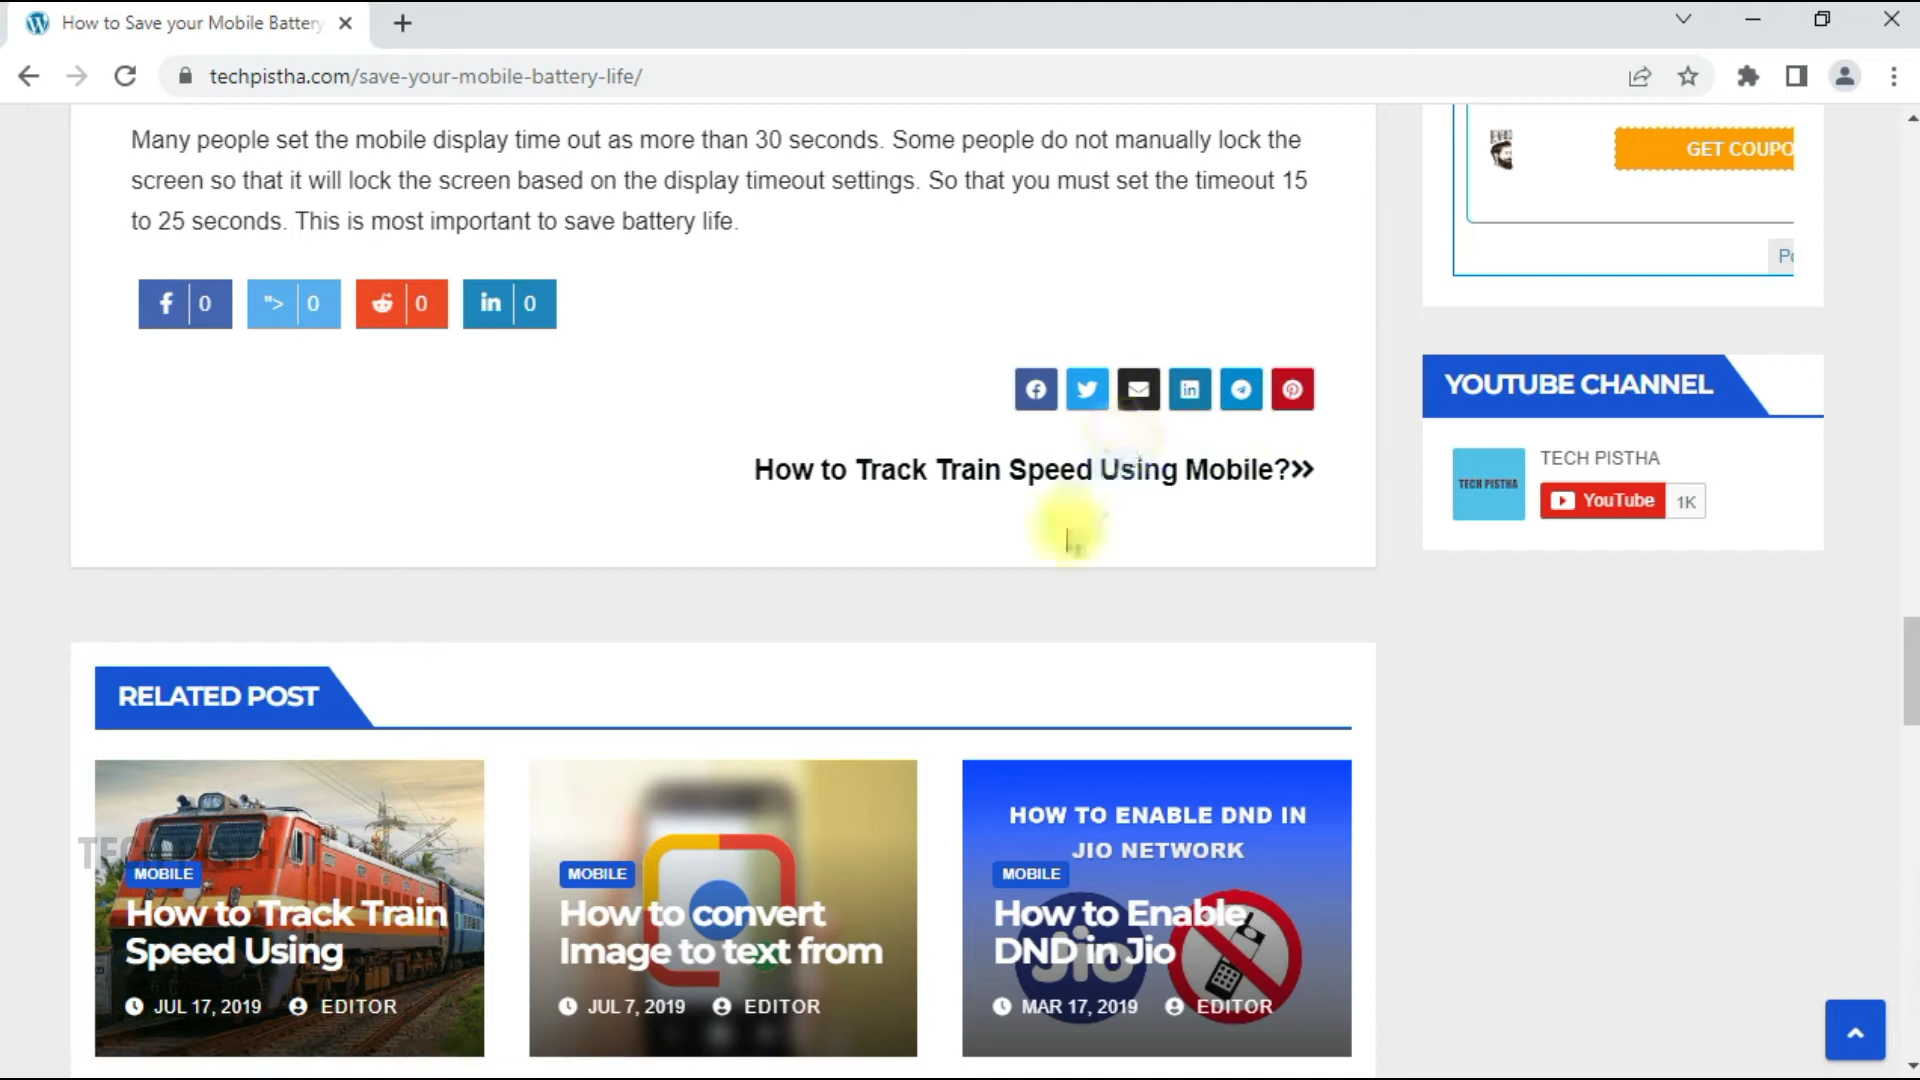 How to Save your Mobile Battery
techpistha.com/save-your-mobile-battery-life/
Many people set the mobile display time out as more than 30 seconds. Some people do not manually lock the
screen so that it will lock the screen based on the display timeout settings. So that you must set the timeout 15
to 25 seconds. This is most important to save battery life.
0
"> 0
0
in 0
How to Track Train Speed Using Mobile?»
GET COUPO
YOUTUBE CHANNEL
TECH PISTHA
TECH PISTHA
YouTube 1K
RELATED POST
MOBILE
How to Track Train
Speed Using
JUL 17, 2019 EDITOR
MOBILE
How to convert
Image to text from
JUL 7, 2019 EDITOR
HOW TO ENABLE DND IN
JIO NETWORK
MOBILE
How to Enable
DND in Jio
Jio
MAR 17, 2019 EDITOR